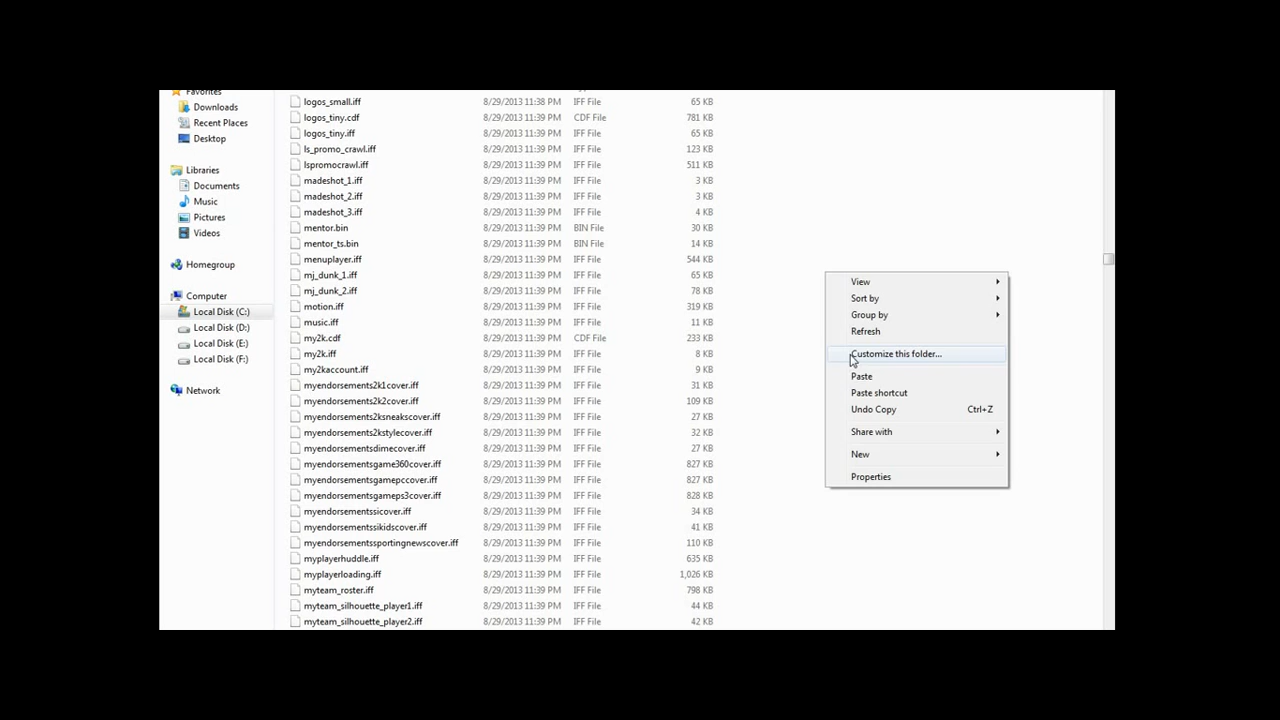 Favorites
Downloads
Recent Places
Desktop
Libraries
Documents
Music
Pictures
Videos
Homegroup
Computer
Local Disk (C:)
Local Disk (D:)
Local Disk (E:)
Local Disk (F:)
Network
logos_small.iff 8/29/2013 11:38 PM IFF File 65 KB
logos_tiny.cdf 8/29/2013 11:39 PM CDF File 781 KB
logos_tiny.iff 8/29/2013 11:39 PM IFF File 65 KB
ls_promo_crawl.iff 8/29/2013 11:39 PM IFF File 123 KB
lspromocrawl.iff 8/29/2013 11:39 PM IFF File 511 KB
madeshot_1.iff 8/29/2013 11:39 PM IFF File 3 KB
madeshot_2.iff 8/29/2013 11:39 PM IFF File 3 KB
madeshot_3.iff 8/29/2013 11:39 PM IFF File 4 KB
mentor.bin 8/29/2013 11:39 PM BIN File 30 KB
mentor_ts.bin 8/29/2013 11:39 PM BIN File 14 KB
menuplayer.iff 8/29/2013 11:39 PM IFF File 544 KB
mj_dunk_1.iff 8/29/2013 11:39 PM IFF File 65 KB
mj_dunk_2.iff 8/29/2013 11:39 PM IFF File 78 KB
motion.iff 8/29/2013 11:39 PM IFF File 319 KB
music.iff 8/29/2013 11:39 PM IFF File 11 KB
my2k.cdf 8/29/2013 11:39 PM CDF File 233 KB
my2k.iff 8/29/2013 11:39 PM IFF File 8 KB
my2kaccount.iff 8/29/2013 11:39 PM IFF File 9 KB
myendorsements2k1cover.iff 8/29/2013 11:39 PM IFF File 31 KB
myendorsements2k2cover.iff 8/29/2013 11:39 PM IFF File 109 KB
myendorsements2ksneakscover.iff 8/29/2013 11:39 PM IFF File 27 KB
myendorsements2kstylecover.iff 8/29/2013 11:39 PM IFF File 32 KB
myendorsementsdimecover.iff 8/29/2013 11:39 PM IFF File 27 KB
myendorsementsgame360cover.iff 8/29/2013 11:39 PM IFF File 827 KB
myendorsementsgamepccover.iff 8/29/2013 11:39 PM IFF File 827 KB
myendorsementsgameps3cover.iff 8/29/2013 11:39 PM IFF File 828 KB
myendorsementssicover.iff 8/29/2013 11:39 PM IFF File 34 KB
myendorsementssikidscover.iff 8/29/2013 11:39 PM IFF File 41 KB
myendorsementssportingnewscover.iff 8/29/2013 11:39 PM IFF File 110 KB
myplayerhuddle.iff 8/29/2013 11:39 PM IFF File 635 KB
myplayerloading.iff 8/29/2013 11:39 PM IFF File 1,026 KB
myteam_roster.iff 8/29/2013 11:39 PM IFF File 798 KB
myteam_silhouette_player1.iff 8/29/2013 11:39 PM IFF File 44 KB
myteam_silhouette_player2.iff 8/29/2013 11:39 PM IFF File 42 KB
View
Sort by
Group by
Refresh
Customize this folder...
Paste
Paste shortcut
Undo Copy Ctrl+Z
Share with
New
Properties